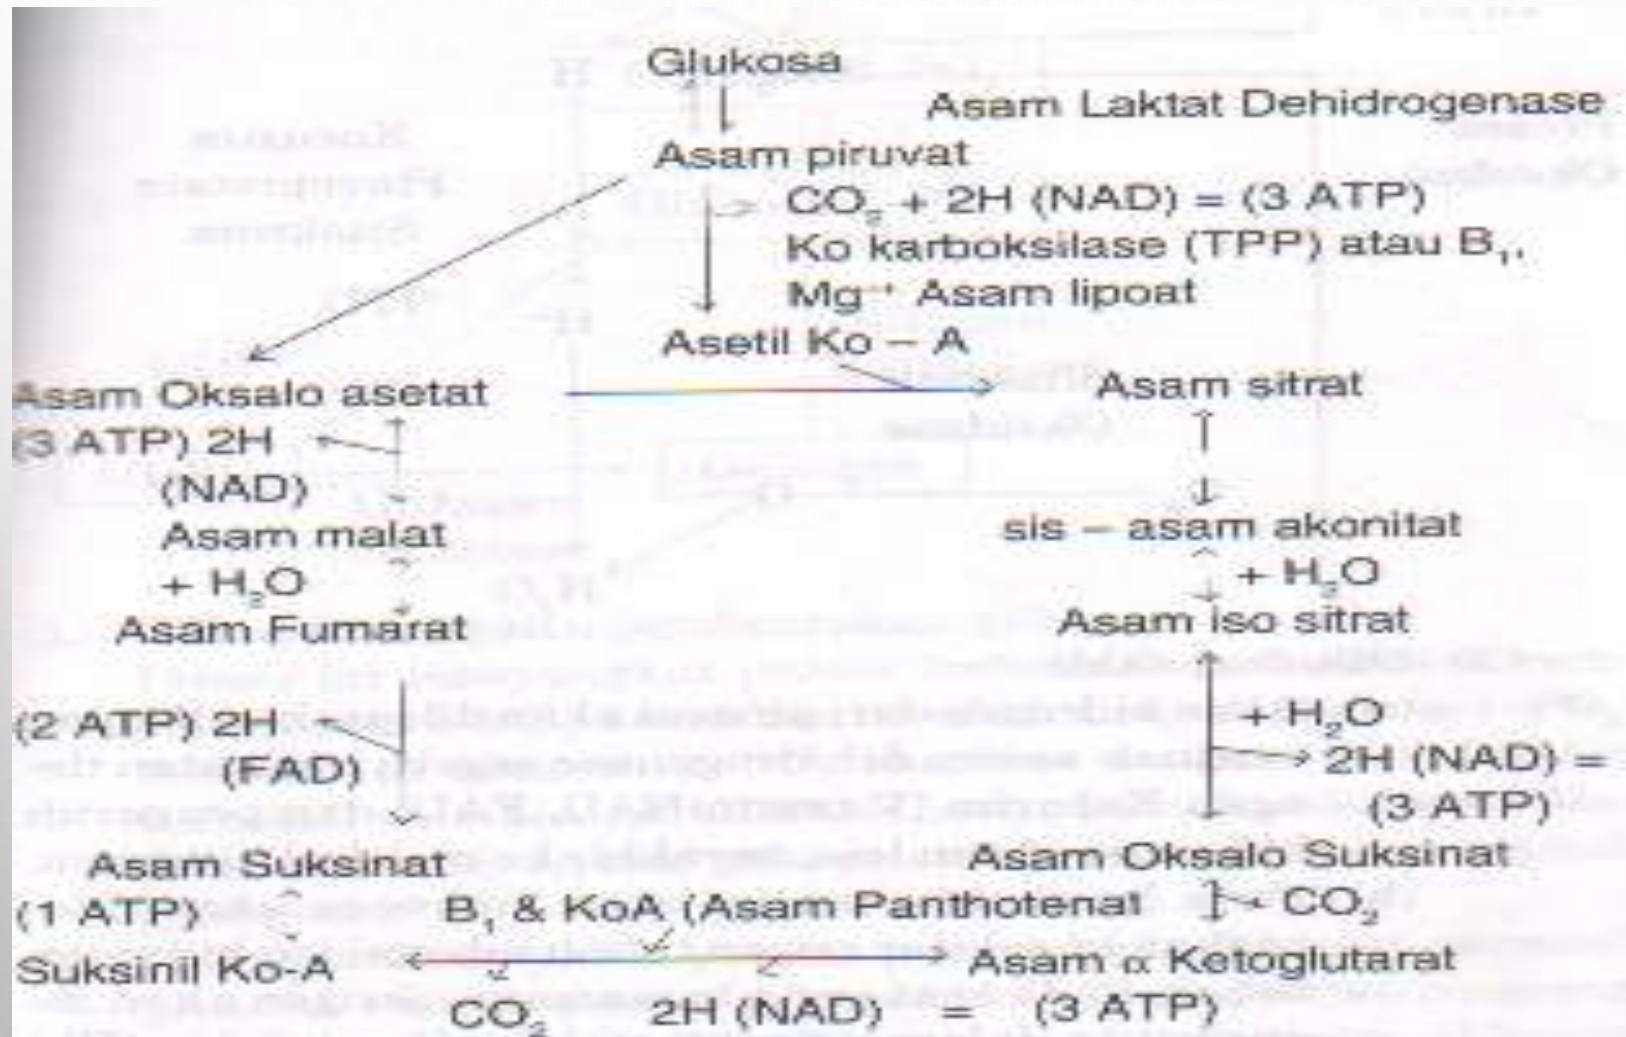 Glukosa
Asam Laktat Dehidrogenase
Asam piruvat
CO₂ + 2H (NAD) = (3 ATP)
Ko karboksilase (TPP) atau B₁,
Mg⁺⁺ Asam lipoat
Asetil Ko – A
Asam Oksalo asetat
Asam sitrat
(3 ATP) 2H
(NAD)
Asam malat
+ H₂O
Asam Fumarat
sis – asam akonitat
+ H₂O
Asam iso sitrat
(2 ATP) 2H
(FAD)
+ H₂O
2H (NAD) =
(3 ATP)
Asam Suksinat
Asam Oksalo Suksinat
(1 ATP)
B₁ & KoA (Asam Panthotenat
CO₂
Suksinil Ko-A
Asam α Ketoglutarat
CO₂ 2H (NAD) = (3 ATP)